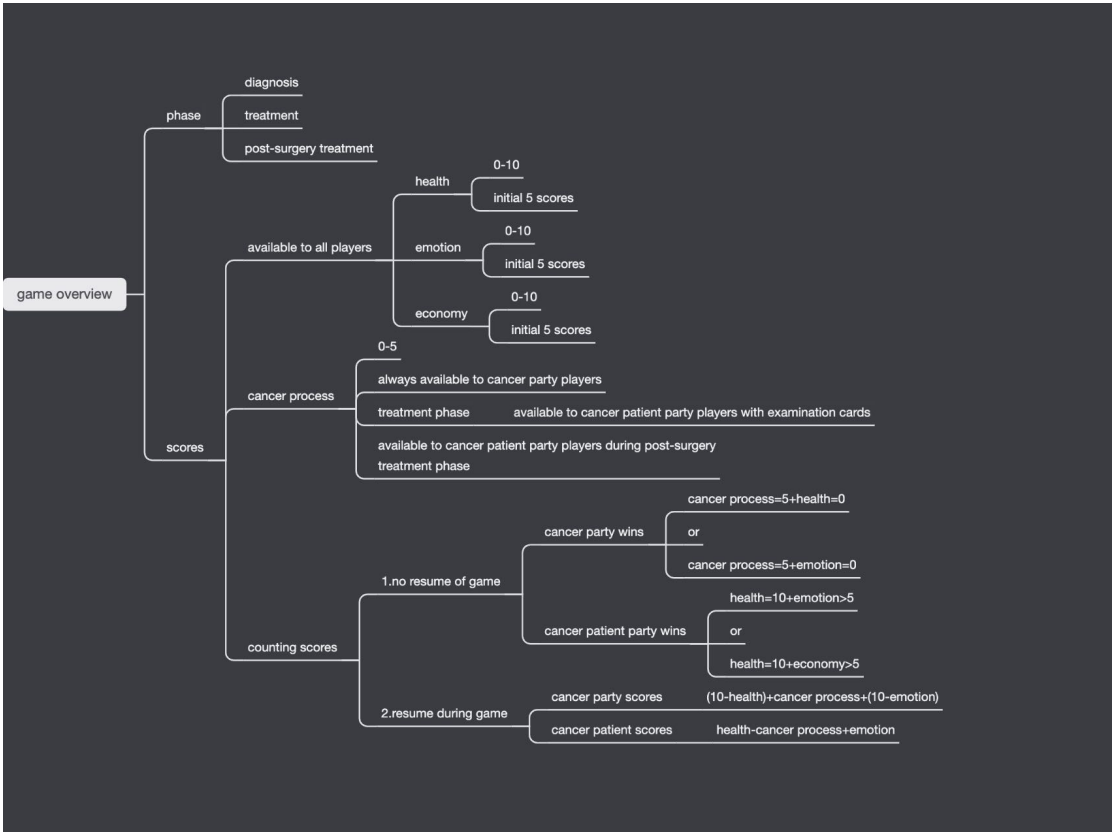 diagnosis
phase
treatment
post-surgery treatment
0-10
health
initial 5 scores
0-10
available to all players
emotion
initial 5 scores
game overview
0-10
economy
initial 5 scores
0-5
always available to cancer party players
cancer process
treatment phase available to cancer patient party players with examination cards
scores
available to cancer patient party players during post-surgery
treatment phase
cancer process=5+health=0
cancer party wins
or
cancer process=5+emotion=0
1.no resume of game
health=10+emotion>5
cancer patient party wins
or
counting scores
health=10+economy>5
cancer party scores (10-health)+cancer process+(10-emotion)
2.resume during game
cancer patient scores health-cancer process+emotion